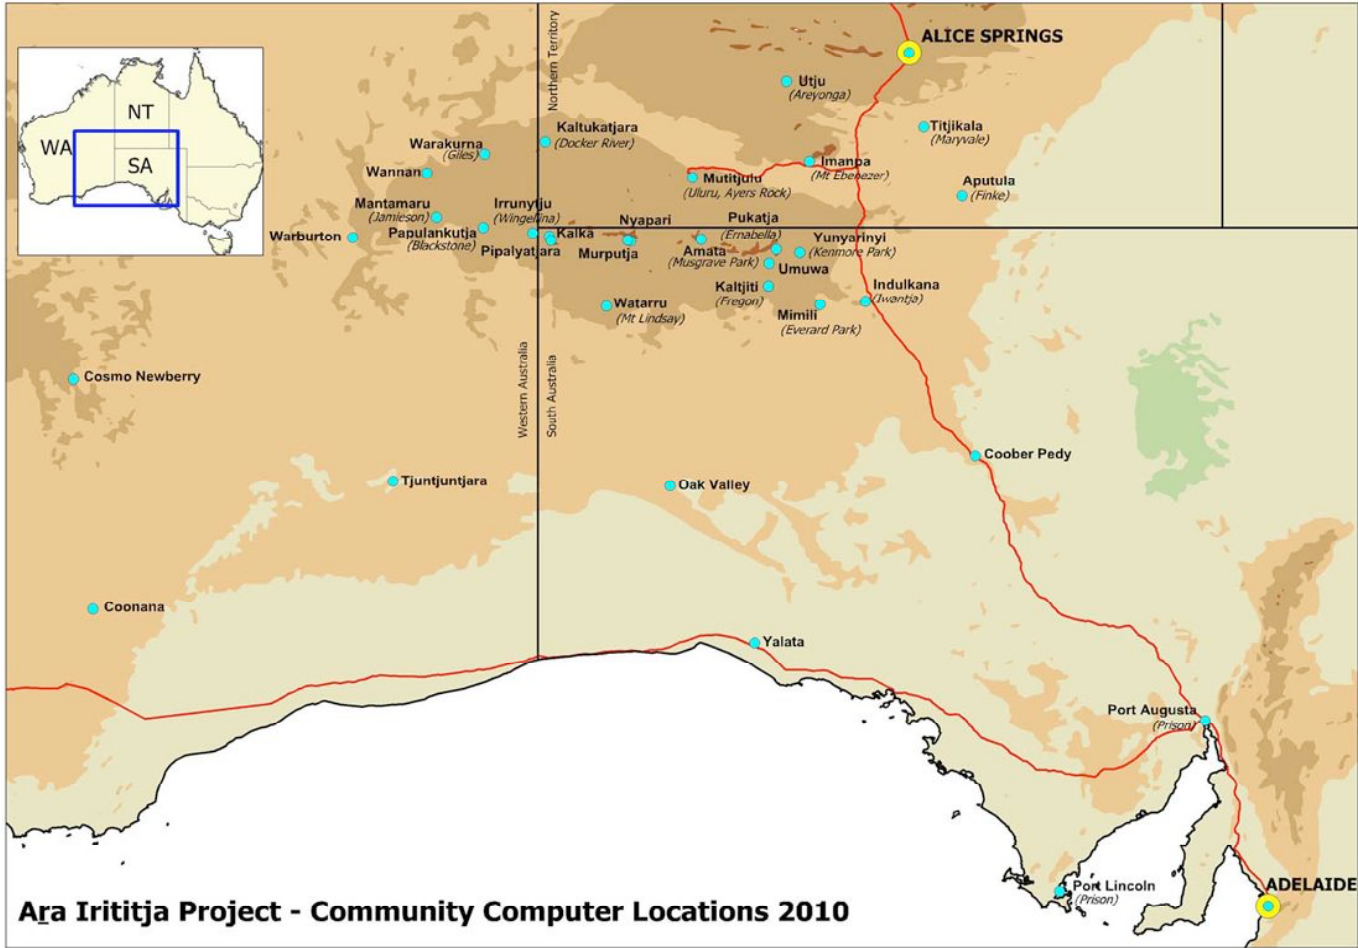 ALICE SPRINGS
NT
WA
SA
Northern Territory
Utju
(Areyonga)
Titjikala
(Maryvale)
Kaltukatjara
(Docker River)
Warakurna
(Giles)
Wannan
Imanpa
(Mt Ebenezer)
Mutitjulu
(Uluru, Ayers Rock)
Aputula
(Finke)
Mantamaru
(Jamieson)
Irrunytju
(Wingellina)
Nyapari
Pukatja
(Ernabella)
Warburton
Papulankutja
(Blackstone)
Kalka
Pipalyatjara
Murputja
Amata
(Musgrave Park)
Yunyarinyi
(Kenmore Park)
Umuwa
Kaltjiti
(Fregon)
Indulkana
(Iwantja)
Watarru
(Mt Lindsay)
Mimili
(Everard Park)
Western Australia
South Australia
Cosmo Newberry
Coober Pedy
Tjuntjuntjara
Oak Valley
Coonana
Yalata
Port Augusta
(Prison)
Port Lincoln
(Prison)
ADELAIDE
Aṟa Irititja Project - Community Computer Locations 2010